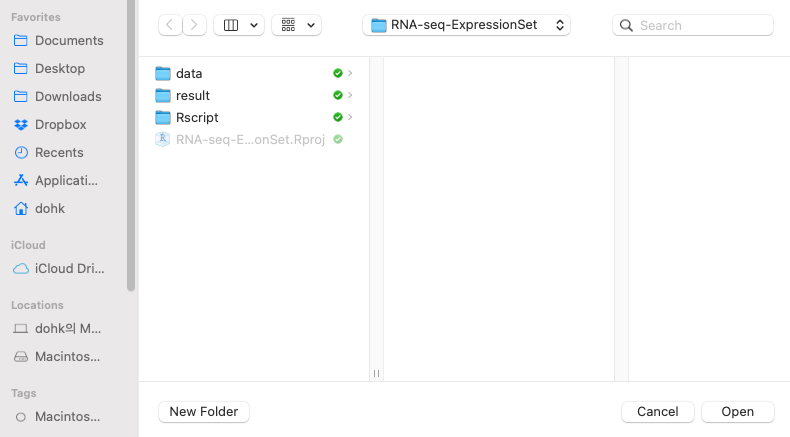 Favorites
Documents
Desktop
Downloads
Dropbox
Recents
Applicati...
dohk
iCloud
iCloud Dri...
Locations
dohk의 M...
Macintos...
Tags
Macintos...
RNA-seq-ExpressionSet
Search
data
result
Rscript
RNA-seq-E...onSet.Rproj
New Folder
Cancel
Open